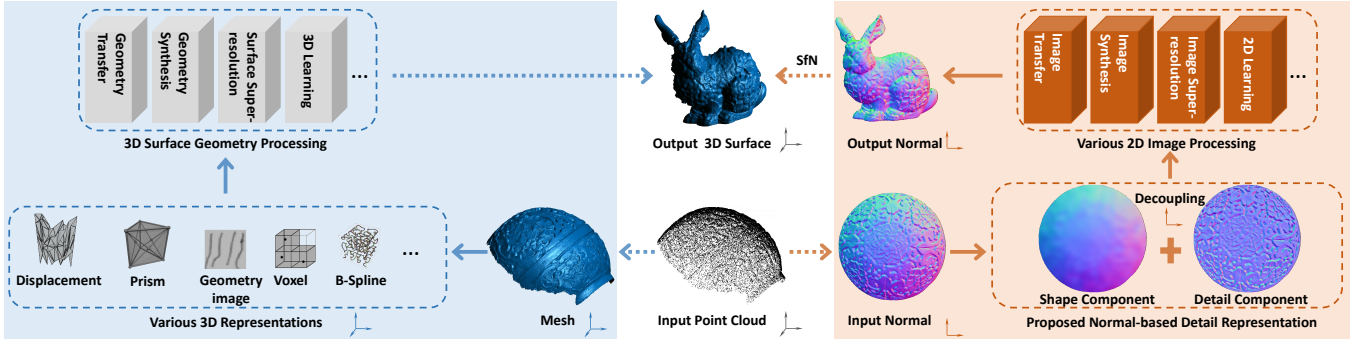 Geometry
Transfer
Geometry
Synthesis
Surface Super-
resolution
3D Learning
...
3D Surface Geometry Processing
Output 3D Surface
SfN
Output Normal
Image
Transfer
Image
Synthesis
Image Super-
resolution
2D Learning
...
Various 2D Image Processing
Displacement
Prism
Geometry
image
Voxel
B-Spline
...
Various 3D Representations
Mesh
Input Point Cloud
Input Normal
Decoupling
+
Shape Component
Detail Component
Proposed Normal-based Detail Representation